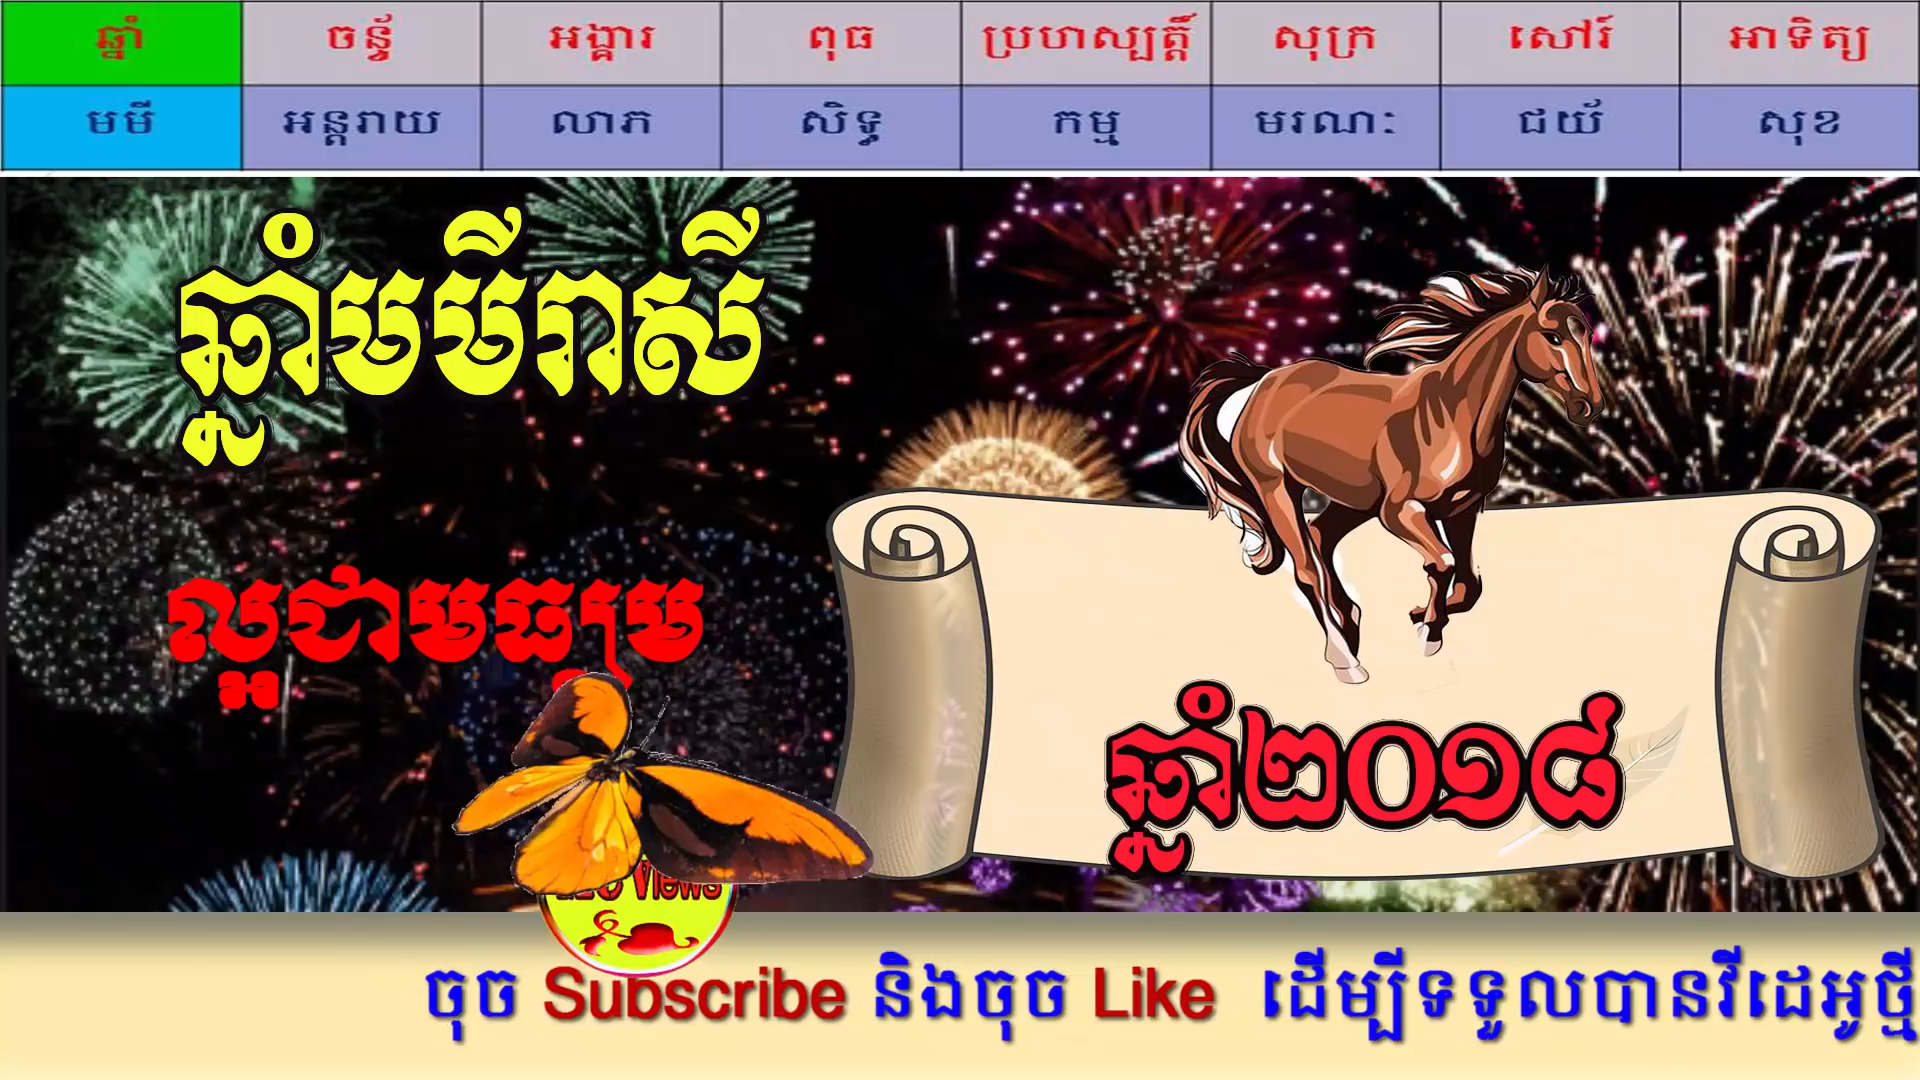 ឆ្នាំ ចន្ទ័ អង្គារ ពុធ ប្រហស្បត្តិ៍ សុក្រ សៅរ៍ អាទិត្យ
មមី អន្តរាយ លាភ សិទ្ធ កម្ម មរណៈ ជយ័ សុខ
ឆ្នាំមមីរាសី
ល្អជាមធ្យម
ឆ្នាំ២០១៨
Views
ចុច Subscribe និងចុច Like ដើម្បីទទួលបានវីដេអូថ្មី